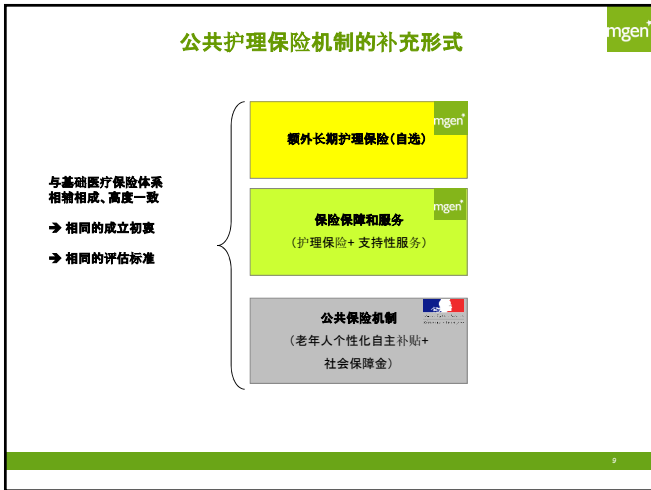 公共护理保险机制的补充形式
mgen*
mgen*
额外长期护理保险（自选）
与基础医疗保险体系
相辅相成、高度一致
➔ 相同的成立初衷
➔ 相同的评估标准
mgen*
保险保障和服务
（护理保险+ 支持性服务）
公共保险机制
（老年人个性化自主补贴+
社会保障金）
9